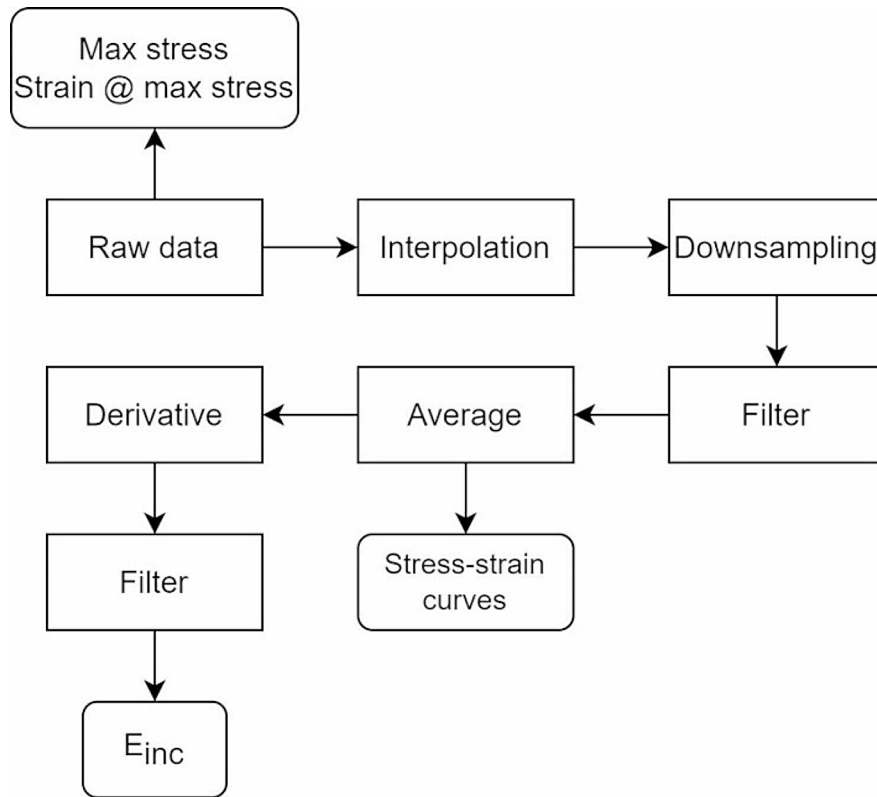 Max stress
Strain @ max stress
Raw data
Interpolation
Downsampling
Derivative
Average
Filter
Filter
Stress-strain
curves
Einc